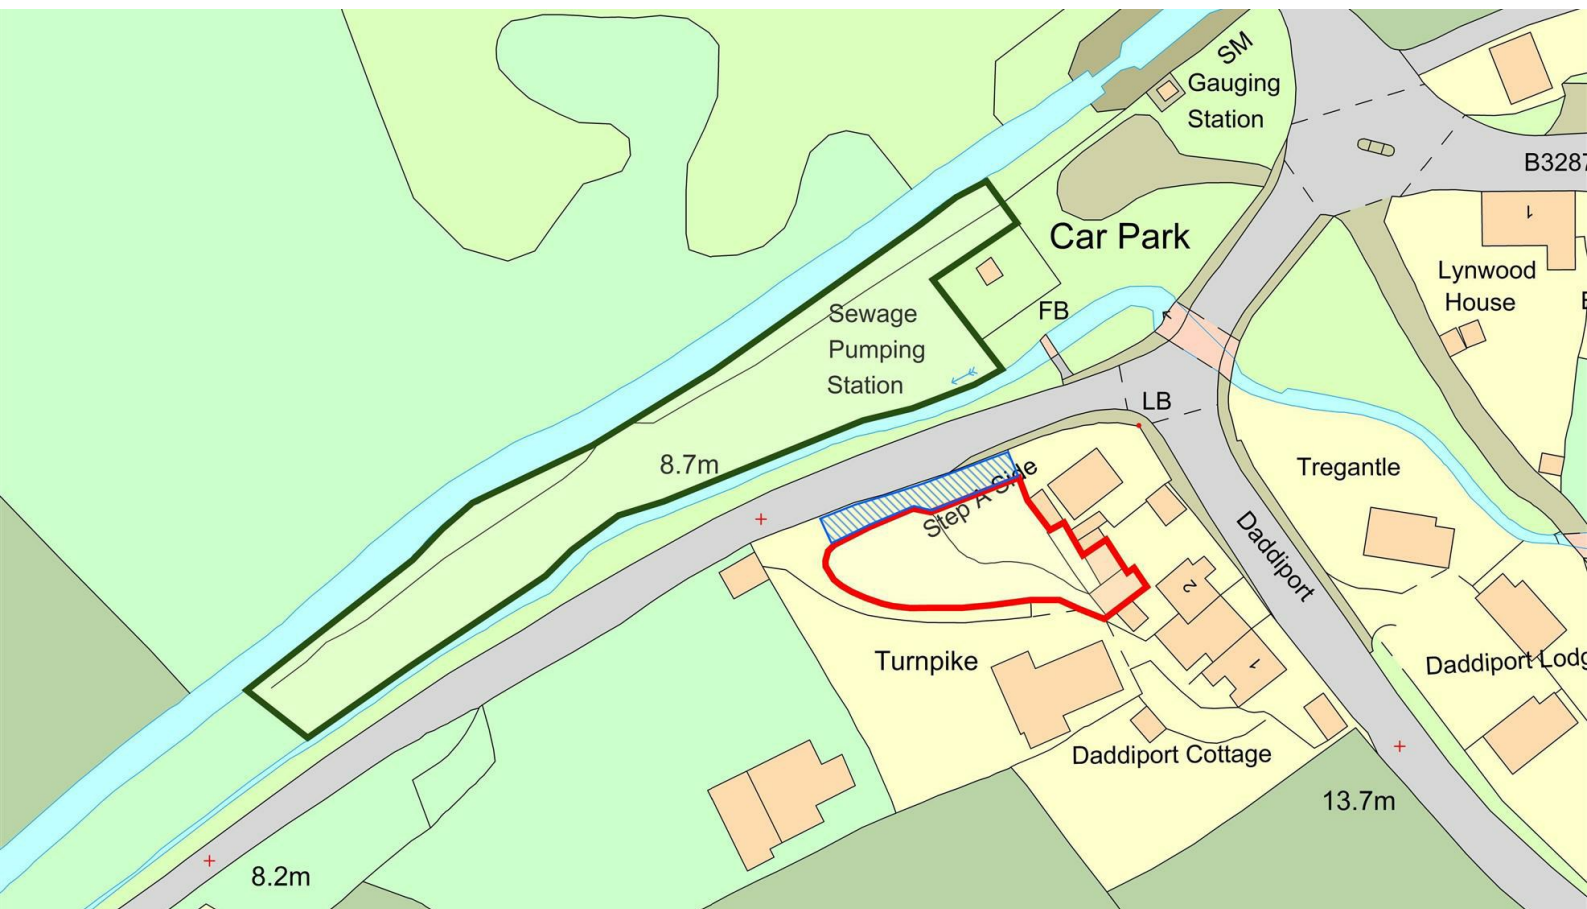 SM
Gauging
Station
B3287
1
Car Park
Lynwood
House
FB
Sewage
Pumping
Station
LB
8.7m
Tregantle
Step A Side
Daddiport
2
Turnpike
1
Daddiport Lodg
Daddiport Cottage
13.7m
8.2m